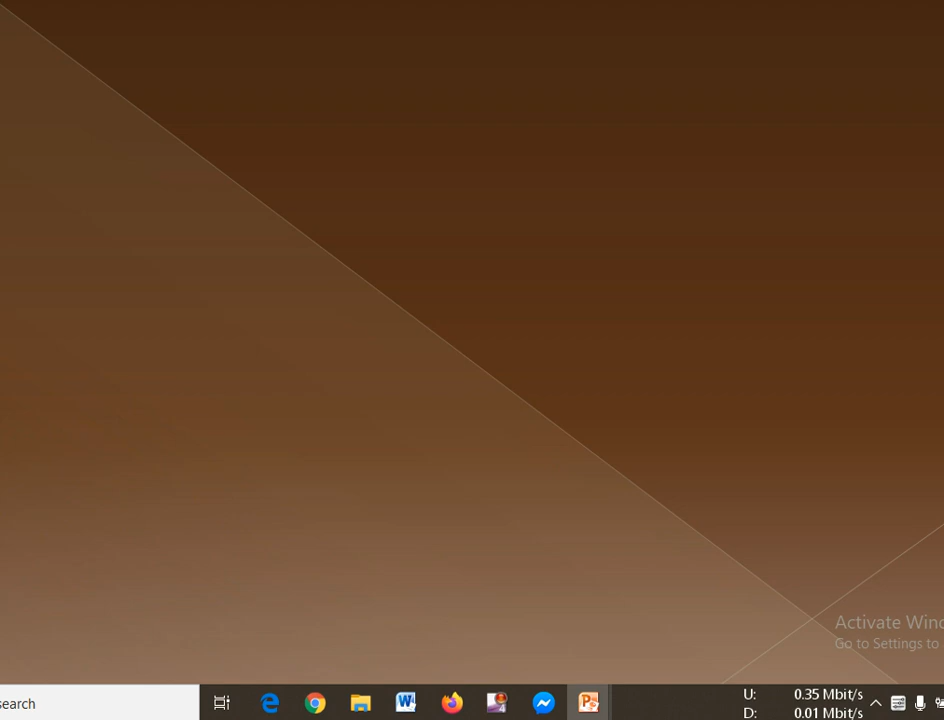 Activate Wind
Go to Settings to
earch
U: 0.35 Mbit/s
D: 0.01 Mbit/s